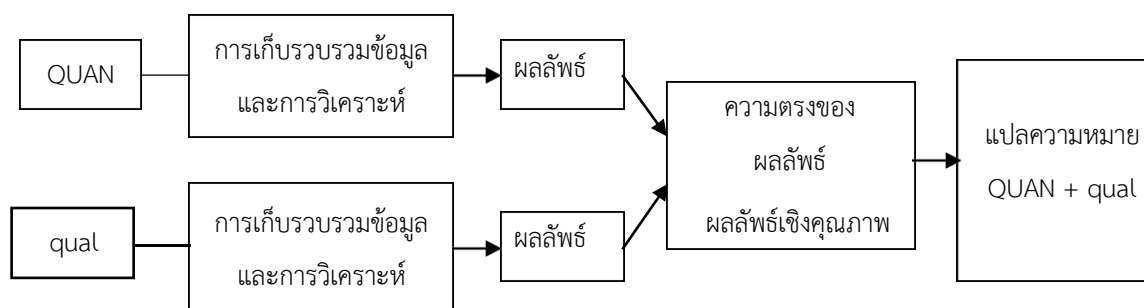 QUAN
การเก็บรวบรวมข้อมูล
และการวิเคราะห์
ผลลัพธ์
qual
การเก็บรวบรวมข้อมูล
และการวิเคราะห์
ผลลัพธ์
ความตรงของ
ผลลัพธ์
ผลลัพธ์เชิงคุณภาพ
แปลความหมาย
QUAN + qual